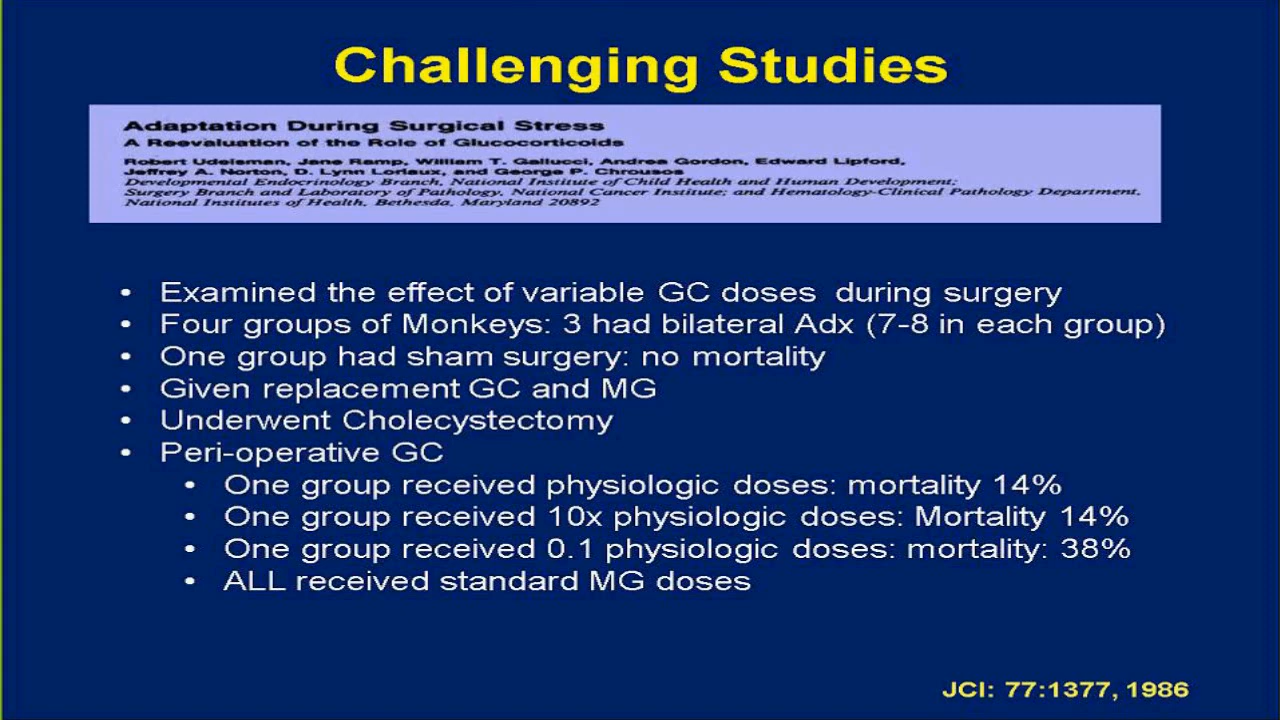 Challenging Studies
Adaptation During Surgical Stress
A Reevaluation of the Role of Glucocorticoids
Robert Udelsman, Jane Ramp, William T. Gallucci, Andrea Gordon, Edward Lipford,
Jeffrey A. Norton, D. Lynn Loriaux, and George P. Chrousos
Developmental Endocrinology Branch, National Institute of Child Health and Human Development;
Surgery Branch and Laboratory of Pathology, National Cancer Institute; and Hematology-Clinical Pathology Department,
National Institutes of Health, Bethesda, Maryland 20892
• Examined the effect of variable GC doses during surgery
• Four groups of Monkeys: 3 had bilateral Adx (7-8 in each group)
• One group had sham surgery: no mortality
• Given replacement GC and MG
• Underwent Cholecystectomy
• Peri-operative GC
• One group received physiologic doses: mortality 14%
• One group received 10x physiologic doses: Mortality 14%
• One group received 0.1 physiologic doses: mortality: 38%
• ALL received standard MG doses
JCI: 77:1377, 1986